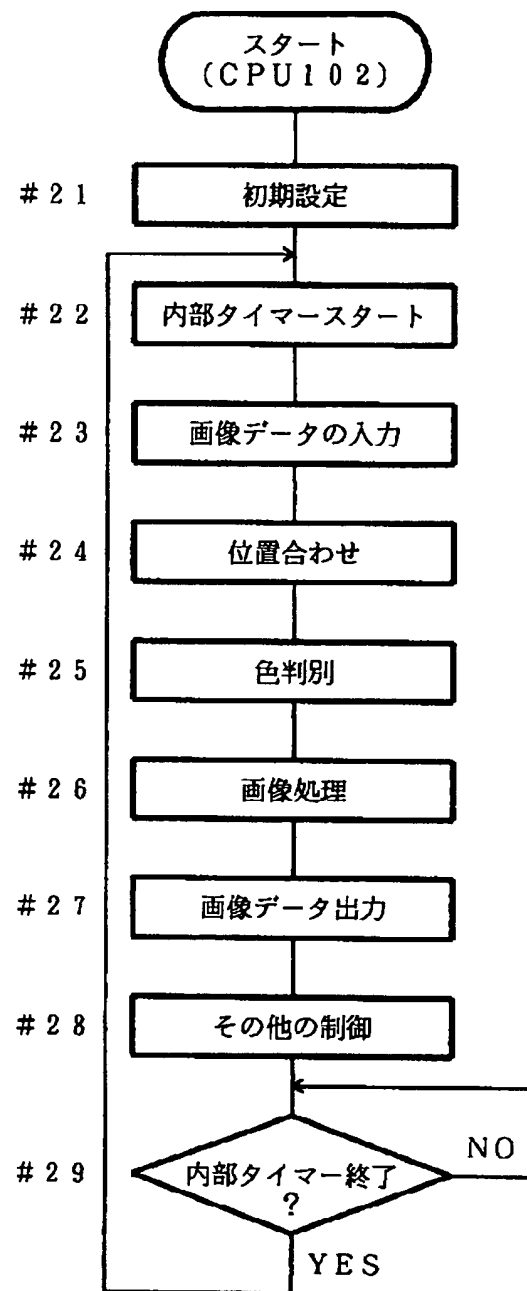 スタート
(CPU102)
#21 初期設定
#22 内部タイマースタート
#23 画像データの入力
#24 位置合わせ
#25 色判別
#26 画像処理
#27 画像データ出力
#28 その他の制御
#29 内部タイマー終了
?
NO
YES